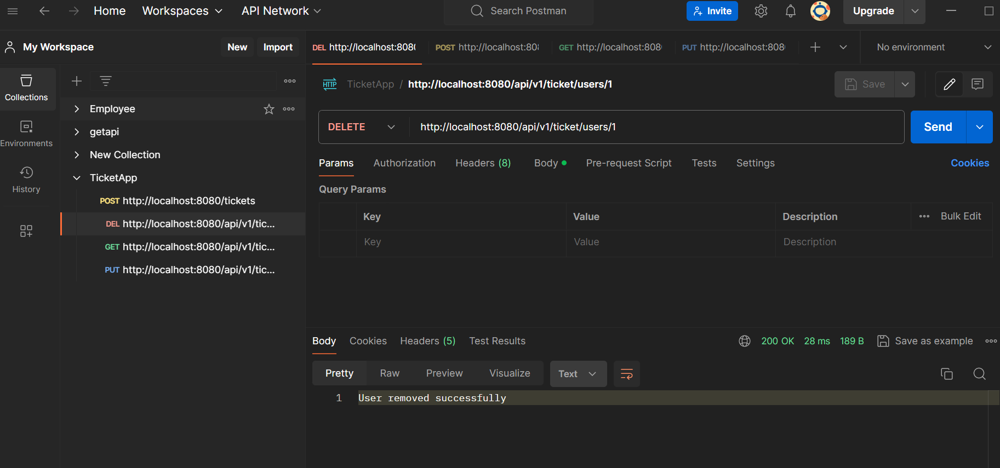 Home Workspaces API Network Search Postman Invite Upgrade
My Workspace New Import DEL http://localhost:808 POST http://localhost:80 GET http://localhost:808 PUT http://localhost:808 No environment
Collections
Environments
History
Employee
getapi
New Collection
TicketApp
POST http://localhost:8080/tickets
DEL http://localhost:8080/api/v1/tic...
GET http://localhost:8080/api/v1/tic...
PUT http://localhost:8080/api/v1/tic...
HTTP TicketApp / http://localhost:8080/api/v1/ticket/users/1 Save
DELETE http://localhost:8080/api/v1/ticket/users/1 Send
Params Authorization Headers (8) Body Pre-request Script Tests Settings Cookies
Query Params
Key Value Description Bulk Edit
Key Value Description
Body Cookies Headers (5) Test Results 200 OK 28 ms 189 B Save as example
Pretty Raw Preview Visualize Text
1 User removed successfully